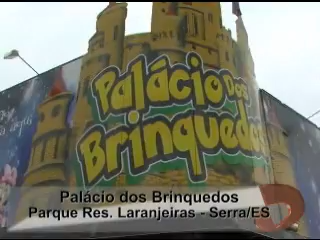 Palácio Dos
Brinquedos
Palácio dos Brinquedos
Parque Res. Laranjeiras - Serra/ES